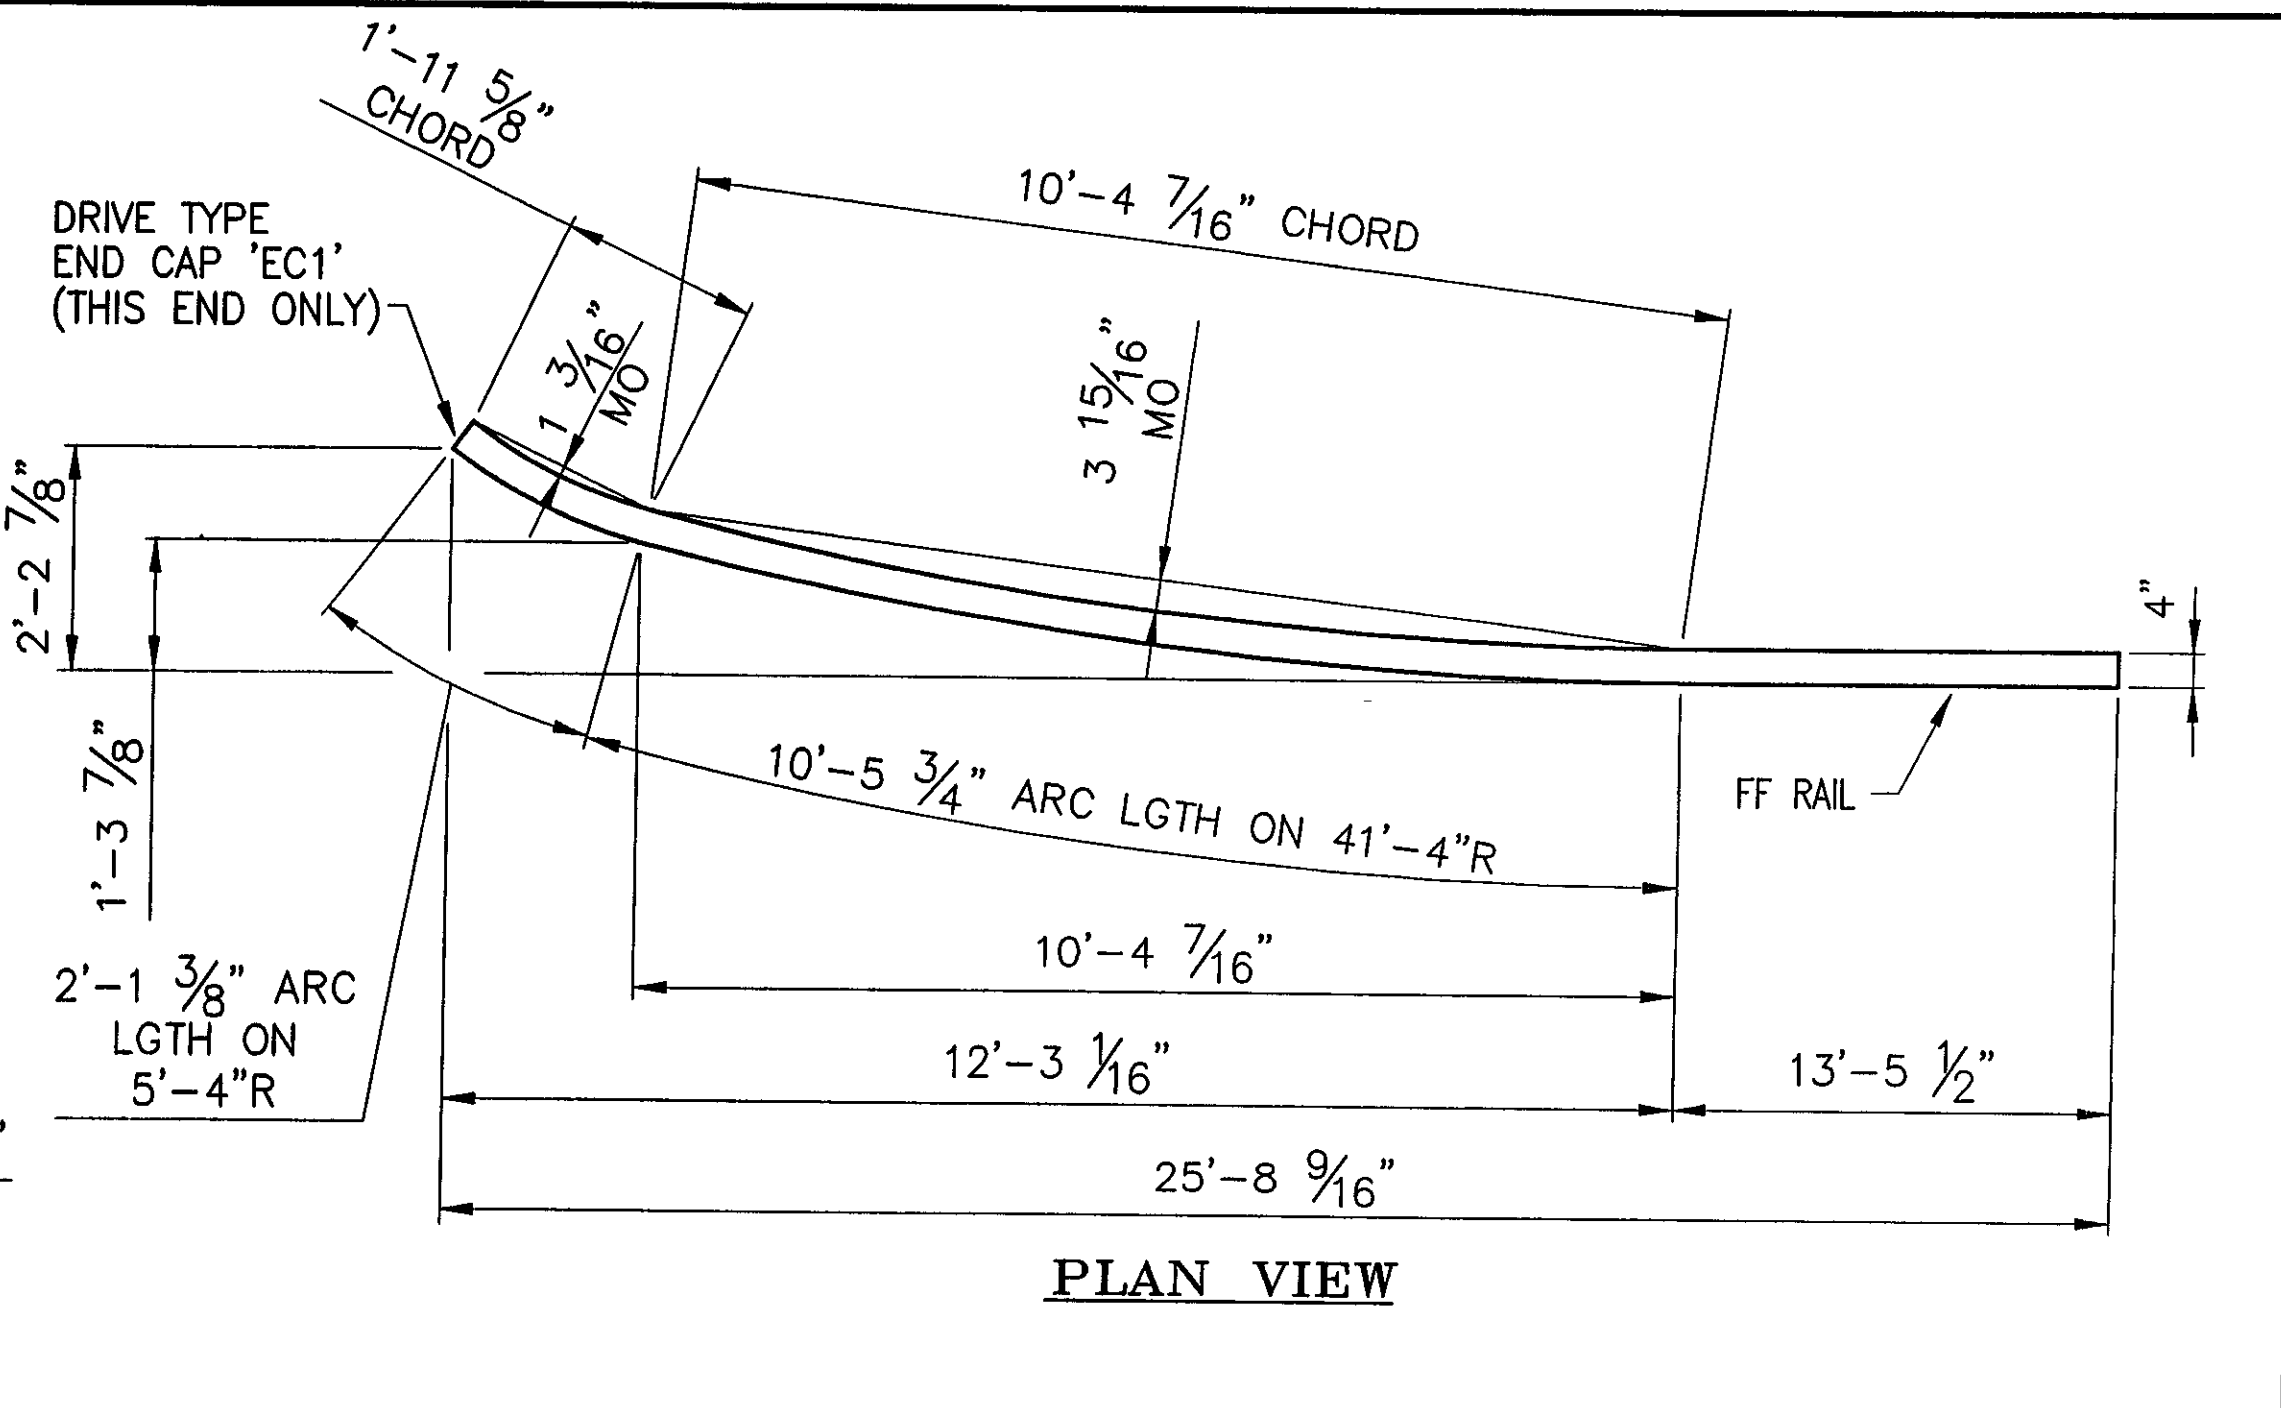 1'-11 5/8"
CHORD
10'-4 7/16" CHORD
DRIVE TYPE
END CAP 'EC1'
(THIS END ONLY)
1 3/16"
MO
3 15/16"
MO
2'-2 7/8"
1'-3 7/8"
4"
10'-5 3/4" ARC LGTH ON 41'-4"R
FF RAIL
10'-4 7/16"
2'-1 3/8" ARC
LGTH ON
5'-4"R
12'-3 1/16"
13'-5 1/2"
25'-8 9/16"
PLAN VIEW